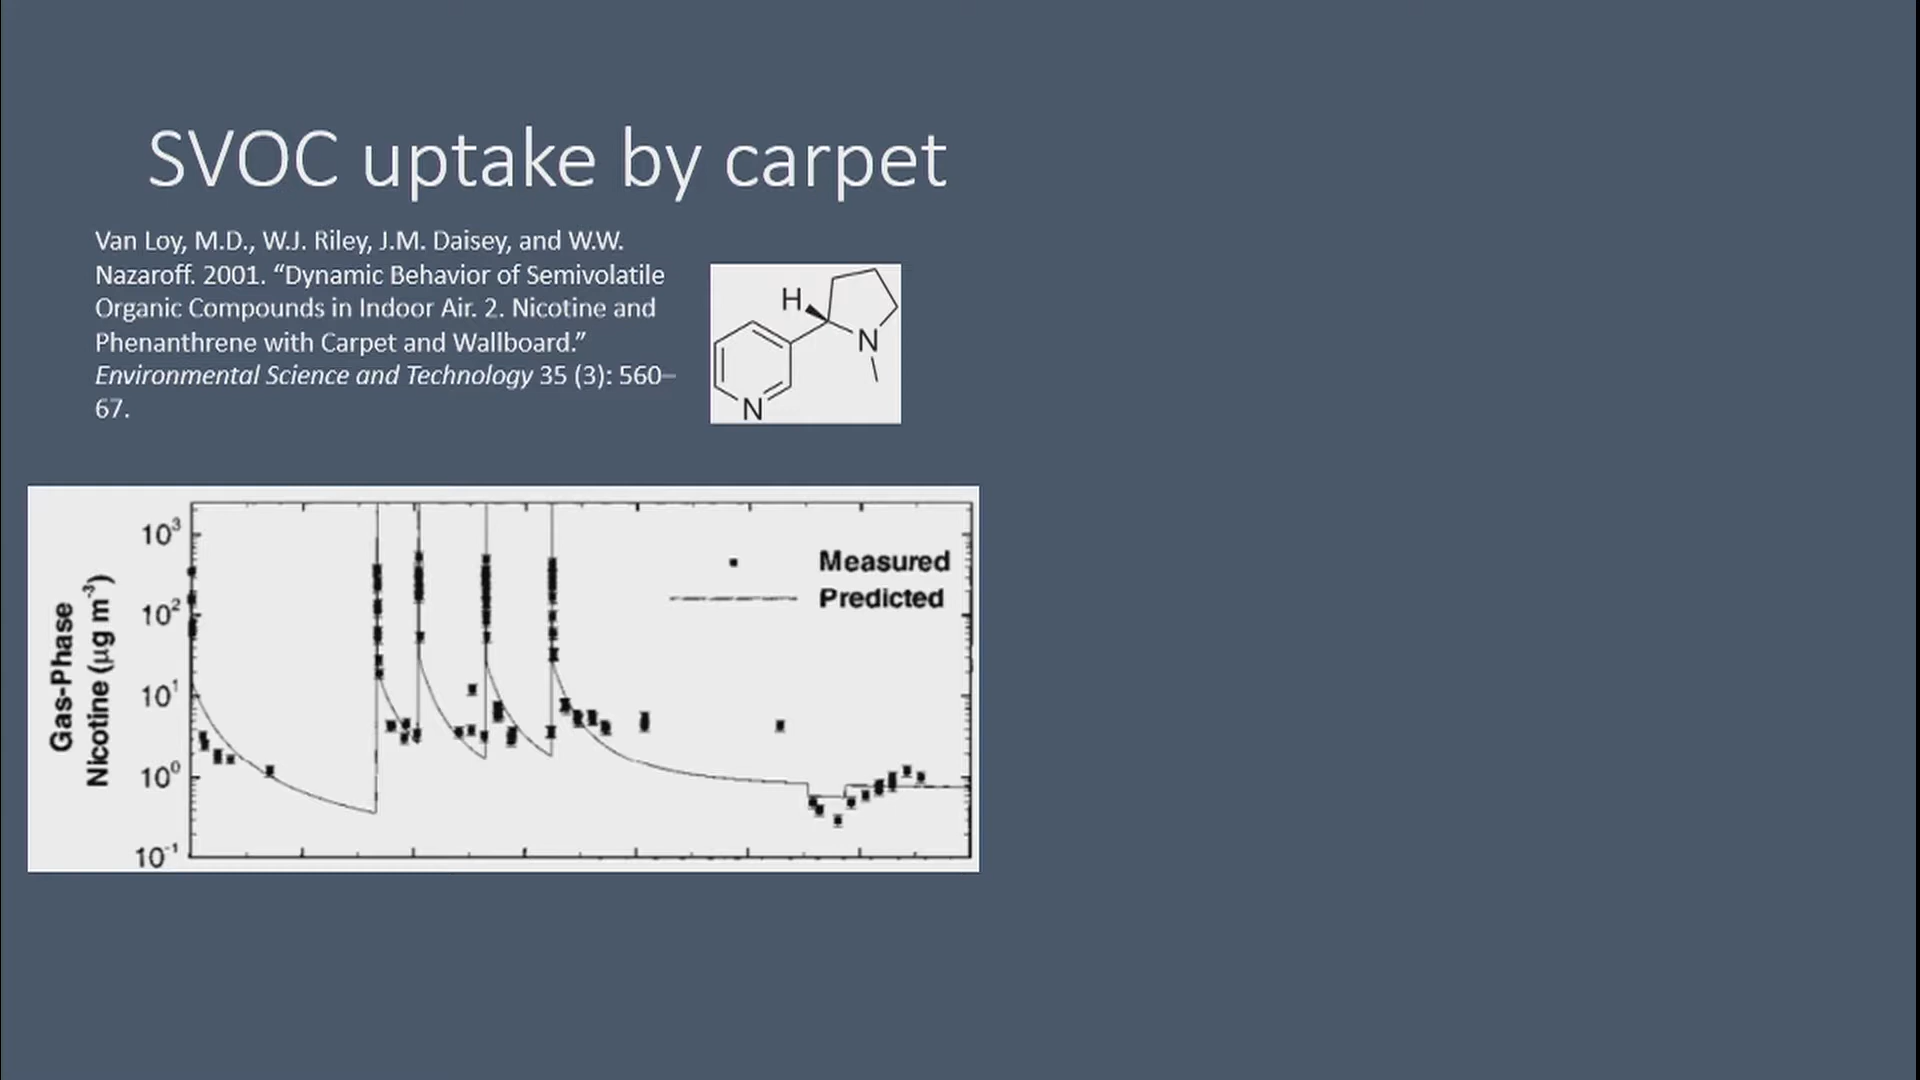 SVOC uptake by carpet
Van Loy, M.D., W.J. Riley, J.M. Daisey, and W.W.
Nazaroff. 2001. “Dynamic Behavior of Semivolatile
Organic Compounds in Indoor Air. 2. Nicotine and
Phenanthrene with Carpet and Wallboard.”
Environmental Science and Technology 35 (3): 560–
67.
H
N
N
Gas-Phase
Nicotine (μg m⁻³)
10³
10²
10¹
10⁰
10⁻¹
Measured
Predicted